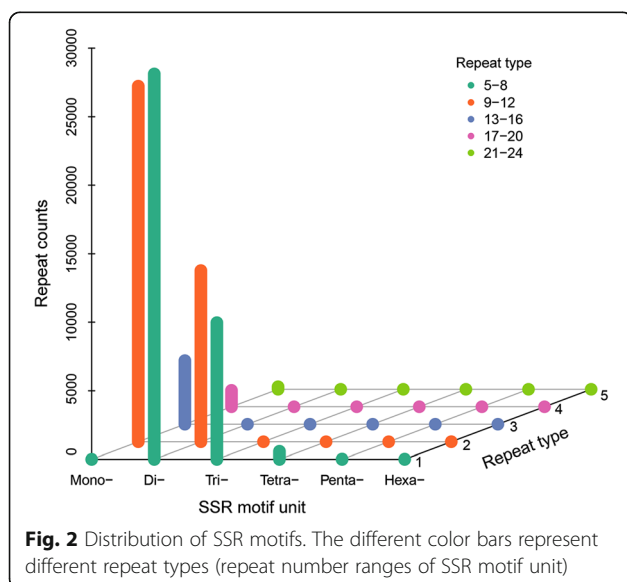 Repeat type
5−8
9−12
13−16
17−20
21−24
Repeat counts
30000
25000
20000
15000
10000
5000
0
1
2
3
4
5
Repeat type
Mono−
Di−
Tri−
Tetra−
Penta−
Hexa−
SSR motif unit
Fig. 2 Distribution of SSR motifs. The different color bars represent
different repeat types (repeat number ranges of SSR motif unit)